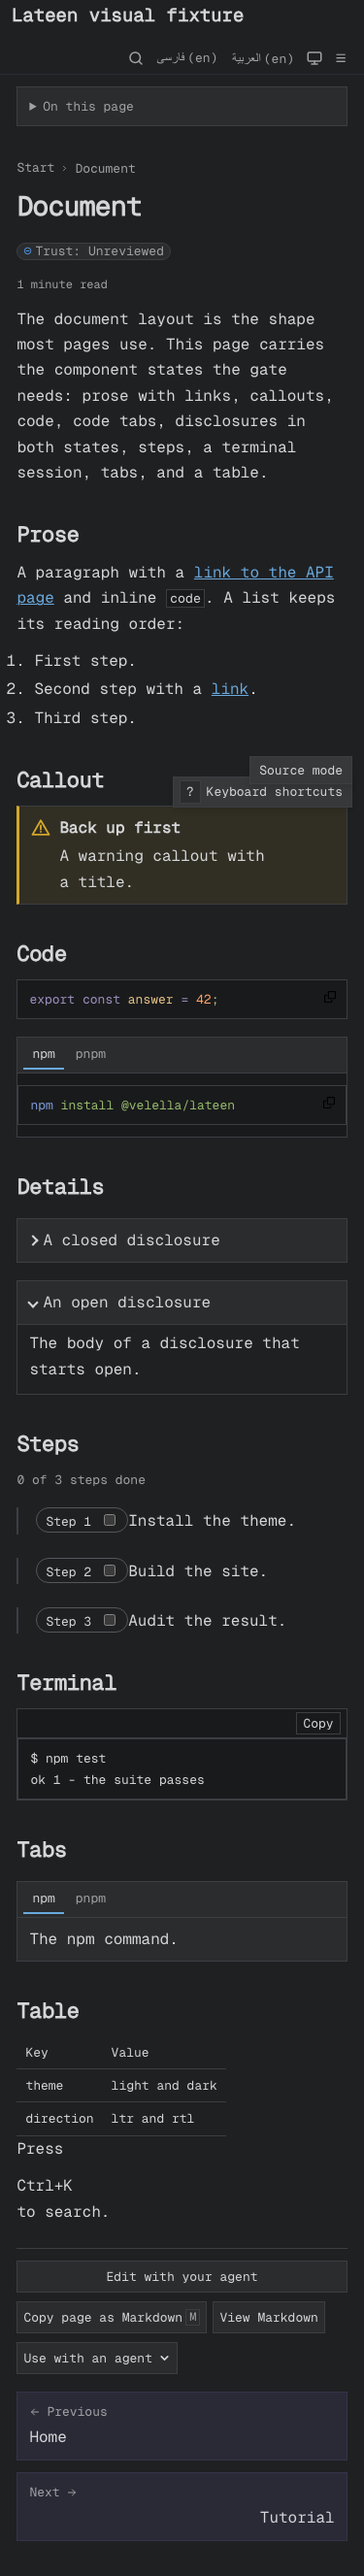 Lateen visual fixture
فارسی (en) العربية (en)
On this page
Start › Document
Document
Trust: Unreviewed
1 minute read
The document layout is the shape
most pages use. This page carries
the component states the gate
needs: prose with links, callouts,
code, code tabs, disclosures in
both states, steps, a terminal
session, tabs, and a table.
Prose
A paragraph with a link to the API
page and inline code. A list keeps
its reading order:
1. First step.
2. Second step with a link.
3. Third step.
Source mode
Callout
? Keyboard shortcuts
Back up first
A warning callout with
a title.
Code
export const answer = 42;
npm pnpm
npm install @velella/lateen
Details
A closed disclosure
An open disclosure
The body of a disclosure that
starts open.
Steps
0 of 3 steps done
Step 1 Install the theme.
Step 2 Build the site.
Step 3 Audit the result.
Terminal
Copy
$ npm test
ok 1 - the suite passes
Tabs
npm pnpm
The npm command.
Table
Key Value
theme light and dark
direction ltr and rtl
Press
Ctrl+K
to search.
Edit with your agent
Copy page as Markdown M View Markdown
Use with an agent
← Previous
Home
Next →
Tutorial